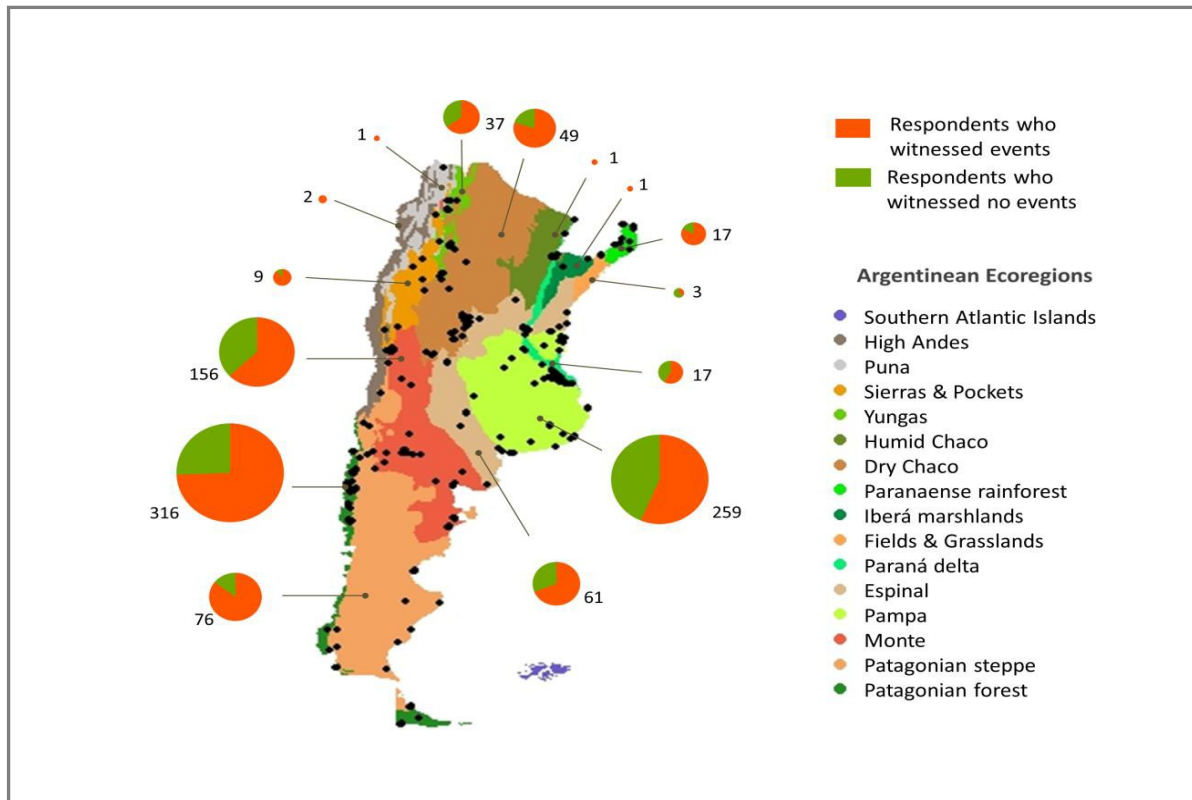 37
49
1
1
1
2
17
9
3
156
17
316
259
76
61
Respondents who
witnessed events
Respondents who
witnessed no events
Argentinean Ecoregions
Southern Atlantic Islands
High Andes
Puna
Sierras & Pockets
Yungas
Humid Chaco
Dry Chaco
Paranaense rainforest
Iberá marshlands
Fields & Grasslands
Paraná delta
Espinal
Pampa
Monte
Patagonian steppe
Patagonian forest